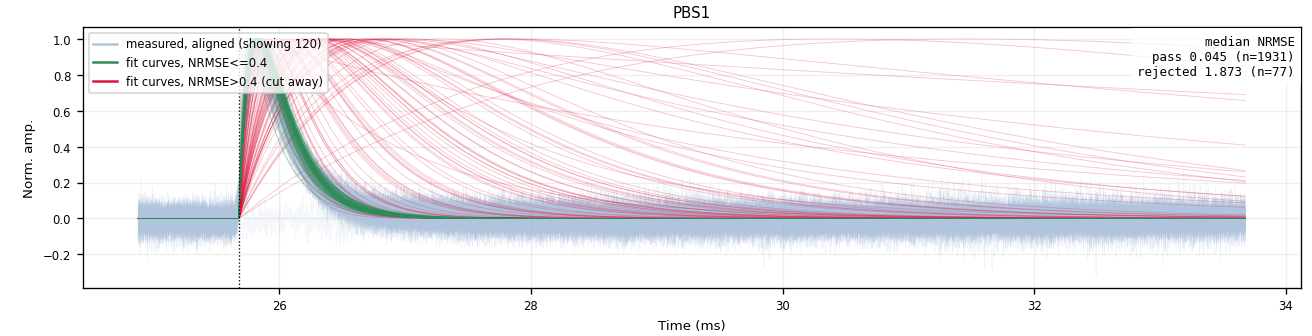 PBS1
measured, aligned (showing 120)
fit curves, NRMSE<=0.4
fit curves, NRMSE>0.4 (cut away)
median NRMSE
pass 0.045 (n=1931)
rejected 1.873 (n=77)
Norm. amp.
1.0
0.8
0.6
0.4
0.2
0.0
−0.2
26 28 30 32 34
Time (ms)